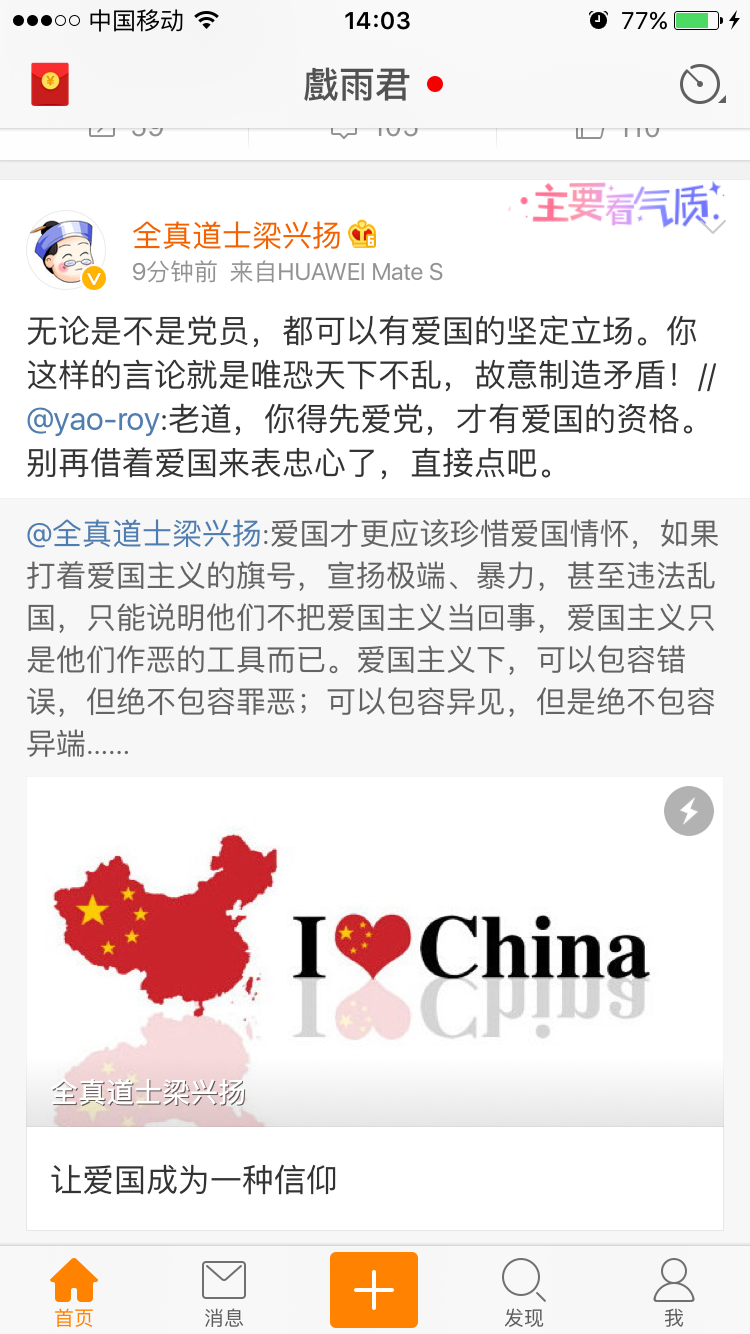 中国移动 14:03 77%
戲雨君
主要看气质
全真道士梁兴扬
9分钟前 来自HUAWEI Mate S
无论是不是党员，都可以有爱国的坚定立场。你
这样的言论就是唯恐天下不乱，故意制造矛盾！//
@yao-roy:老道，你得先爱党，才有爱国的资格。
别再借着爱国来表忠心了，直接点吧。
@全真道士梁兴扬:爱国才更应该珍惜爱国情怀，如果
打着爱国主义的旗号，宣扬极端、暴力，甚至违法乱
国，只能说明他们不把爱国主义当回事，爱国主义只
是他们作恶的工具而已。爱国主义下，可以包容错
误，但绝不包容罪恶；可以包容异见，但是绝不包容
异端......
I China
全真道士梁兴扬
让爱国成为一种信仰
首页 消息 发现 我